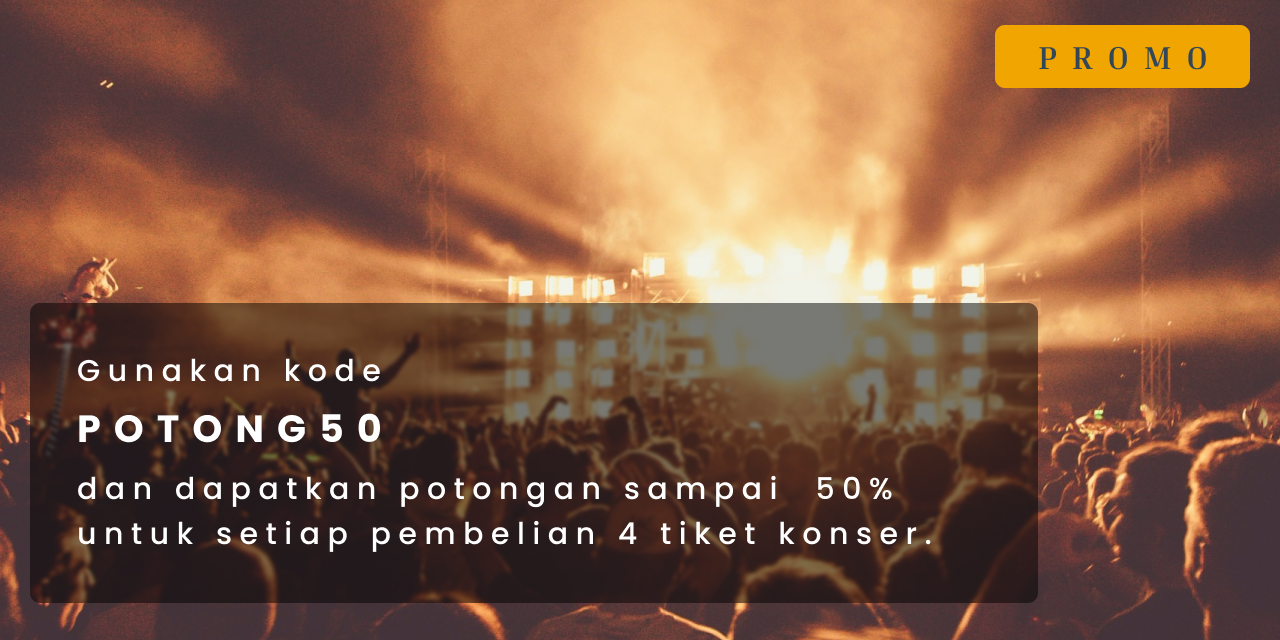 PROMO
Gunakan kode
POTONG50
dan dapatkan potongan sampai 50%
untuk setiap pembelian 4 tiket konser.